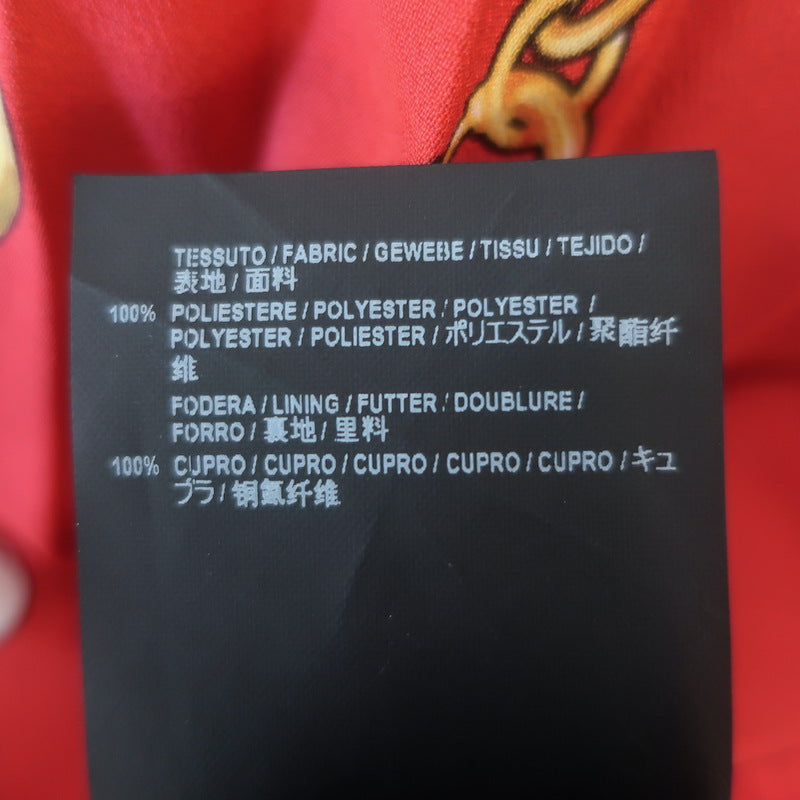 TESSUTO / FABRIC / GEWEBE / TISSU / TEJIDO /
表地 / 面料
100% POLIESTERE / POLYESTER / POLYESTER /
POLYESTER / POLIESTER / ポリエステル / 聚酯纤
维
FODERA / LINING / FUTTER / DOUBLURE /
FORRO / 裏地 / 里料
100% CUPRO / CUPRO / CUPRO / CUPRO / CUPRO / キュ
プラ / 铜氨纤维